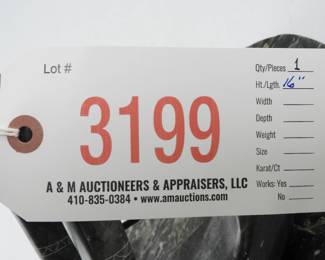 Lot #
3199
A & M AUCTIONEERS & APPRAISERS, LLC
410-835-0384 • www.amauctions.com
Qty/Pieces 1
Ht./Lgth. 16"
Width
Depth
Weight
Size
Karat/Ct
Works: Yes
No